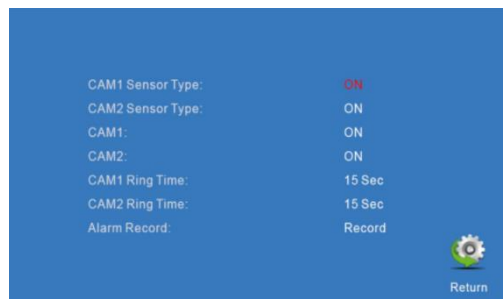 CAM1 Sensor Type: ON
CAM2 Sensor Type: ON
CAM1: ON
CAM2: ON
CAM1 Ring Time: 15 Sec
CAM2 Ring Time: 15 Sec
Alarm Record: Record
Return